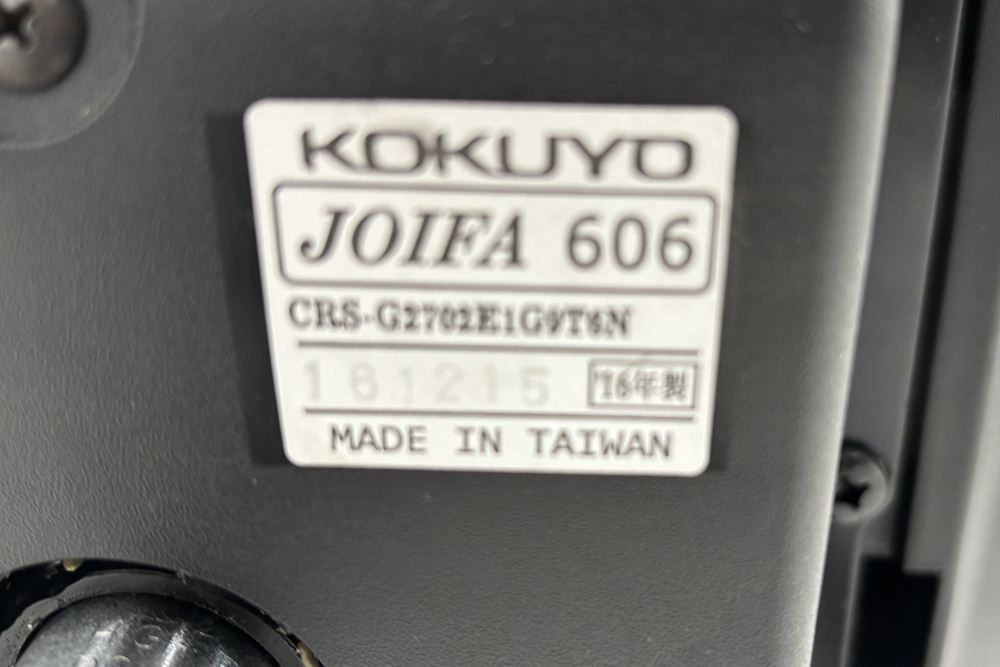 KOKUYO
JOIFA 606
CRS-G2702E1G9T6N
161215 '16年製
MADE IN TAIWAN